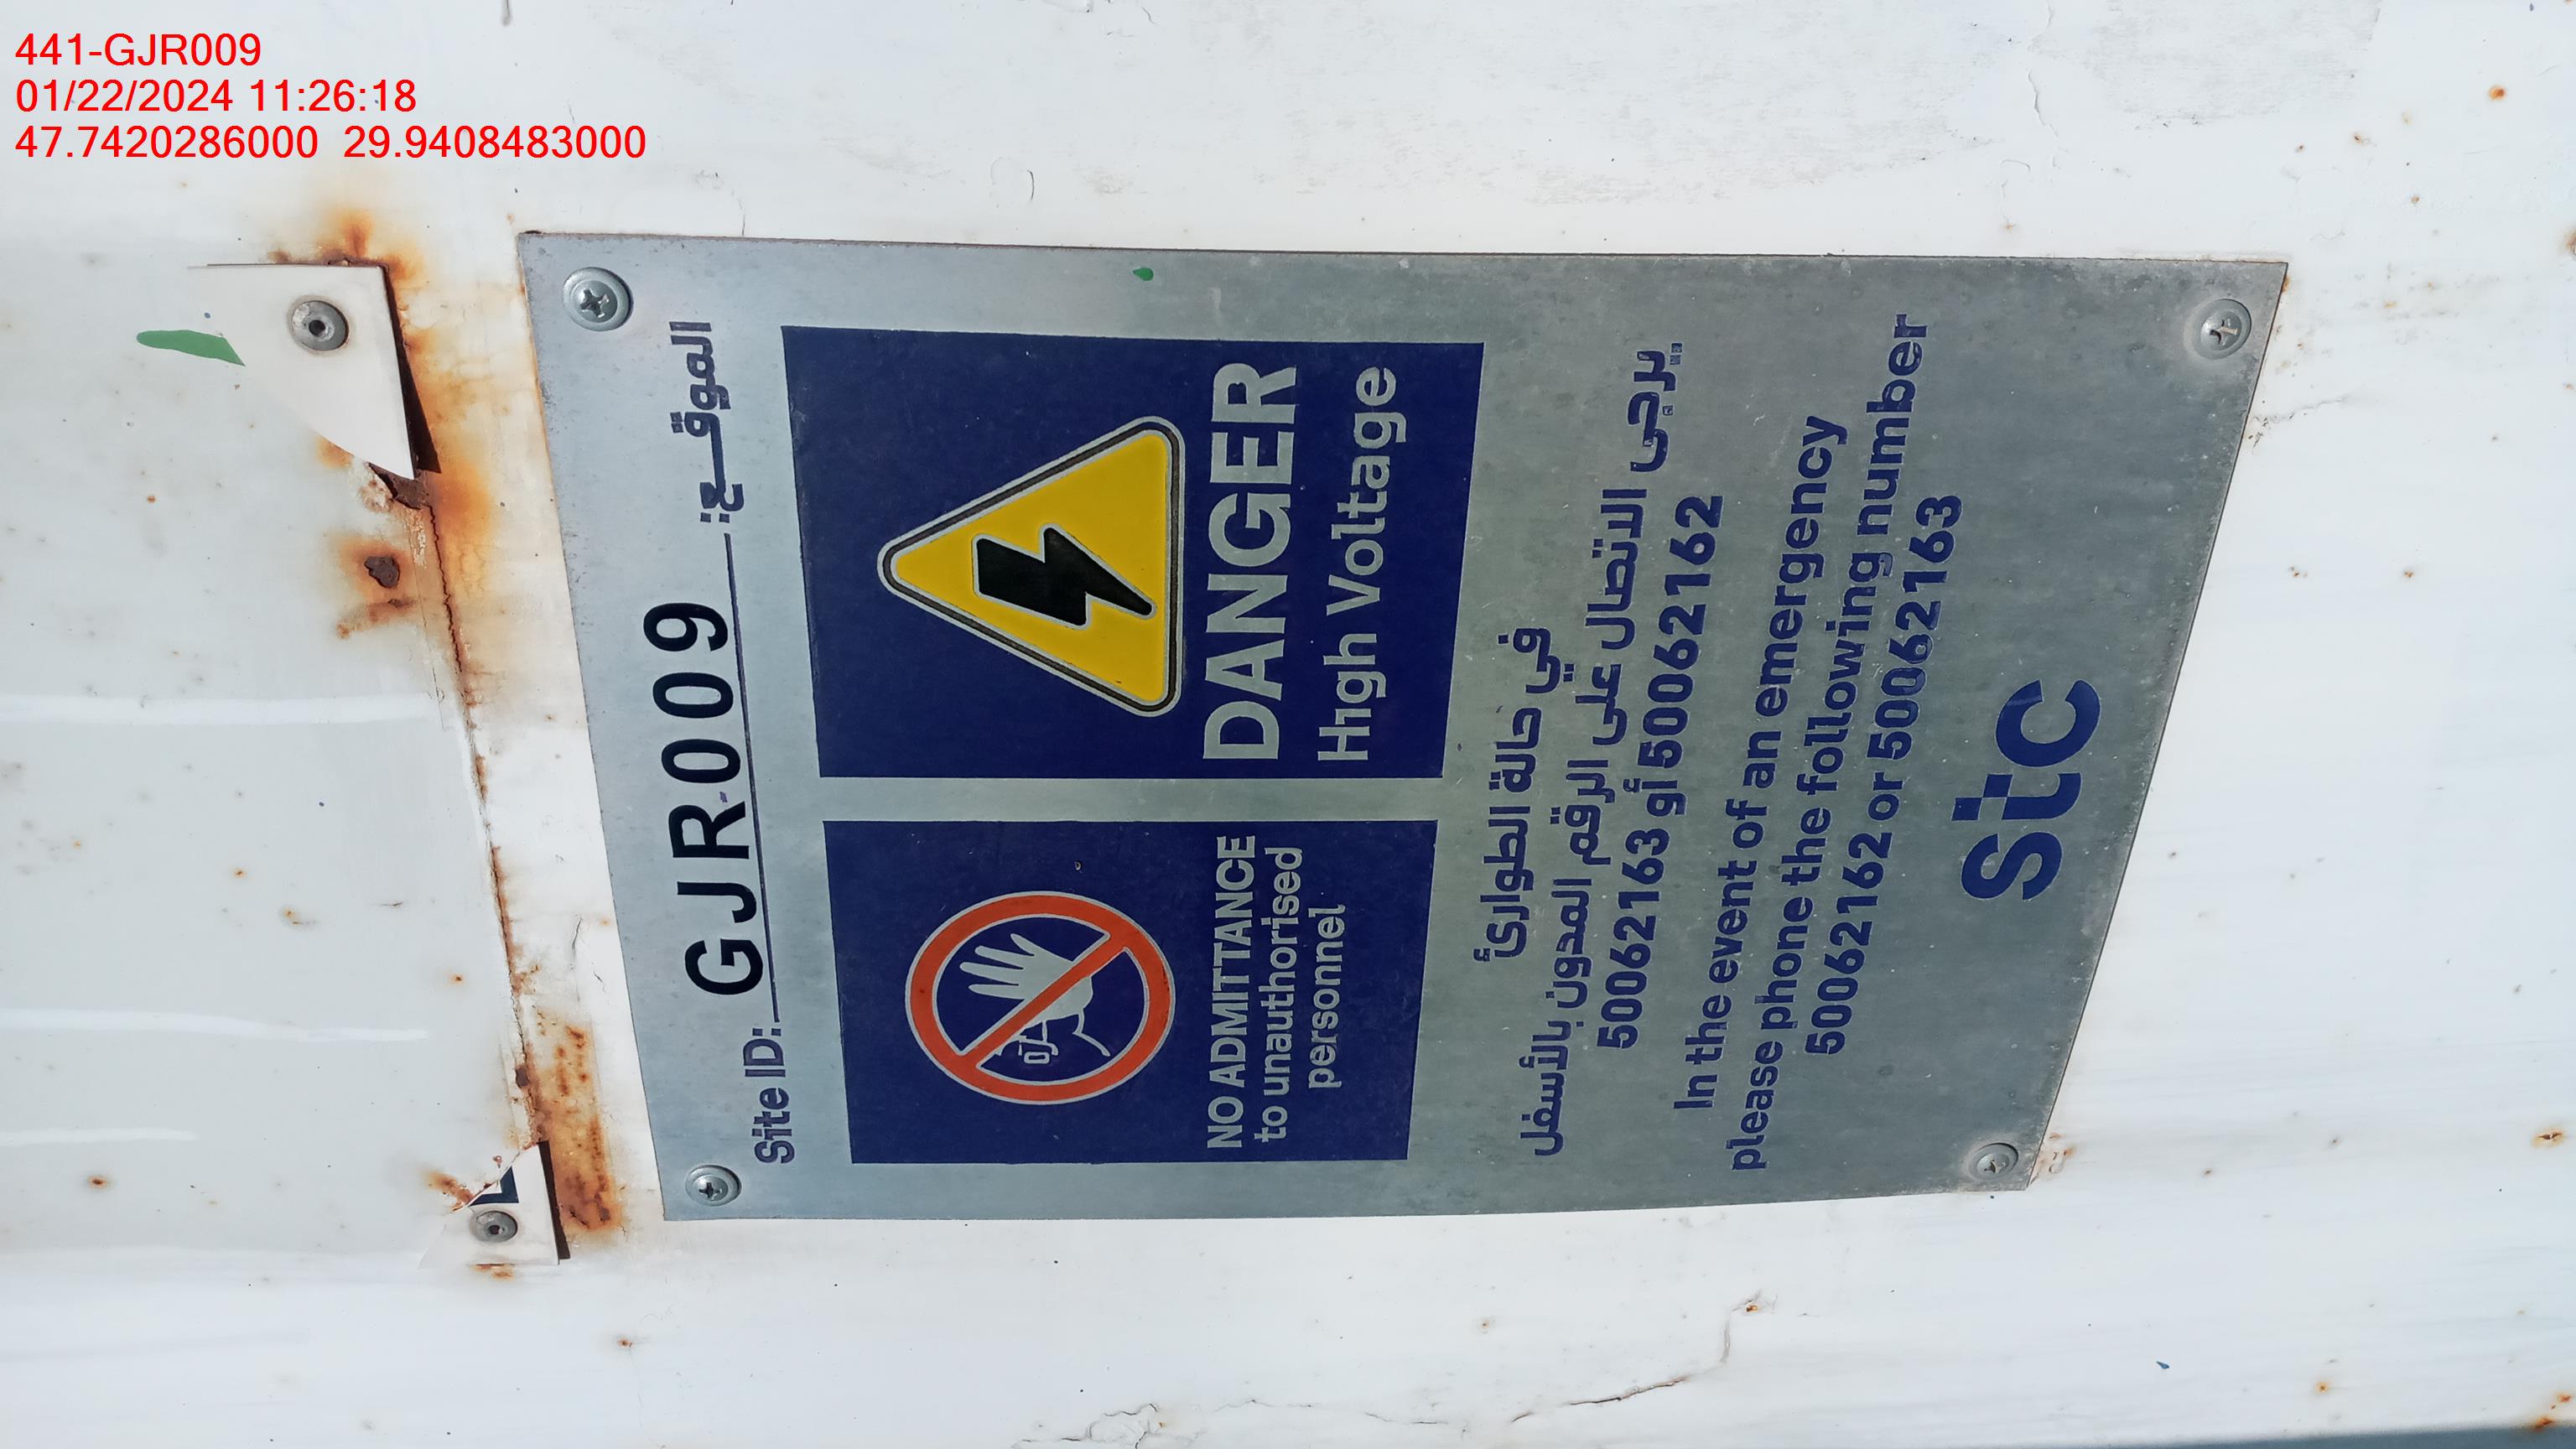 441-GJR009
01/22/2024 11:26:18
47.7420286000 29.9408483000
Site ID: GJR009 الموقع:
NO ADMITTANCE
to unauthorised
personnel
DANGER
High Voltage
في حالة الطوارئ
يرجى الاتصال على الرقم المدون بالأسفل
50062163 أو 50062162
In the event of an emergency
please phone the following number
50062162 or 50062163
stc